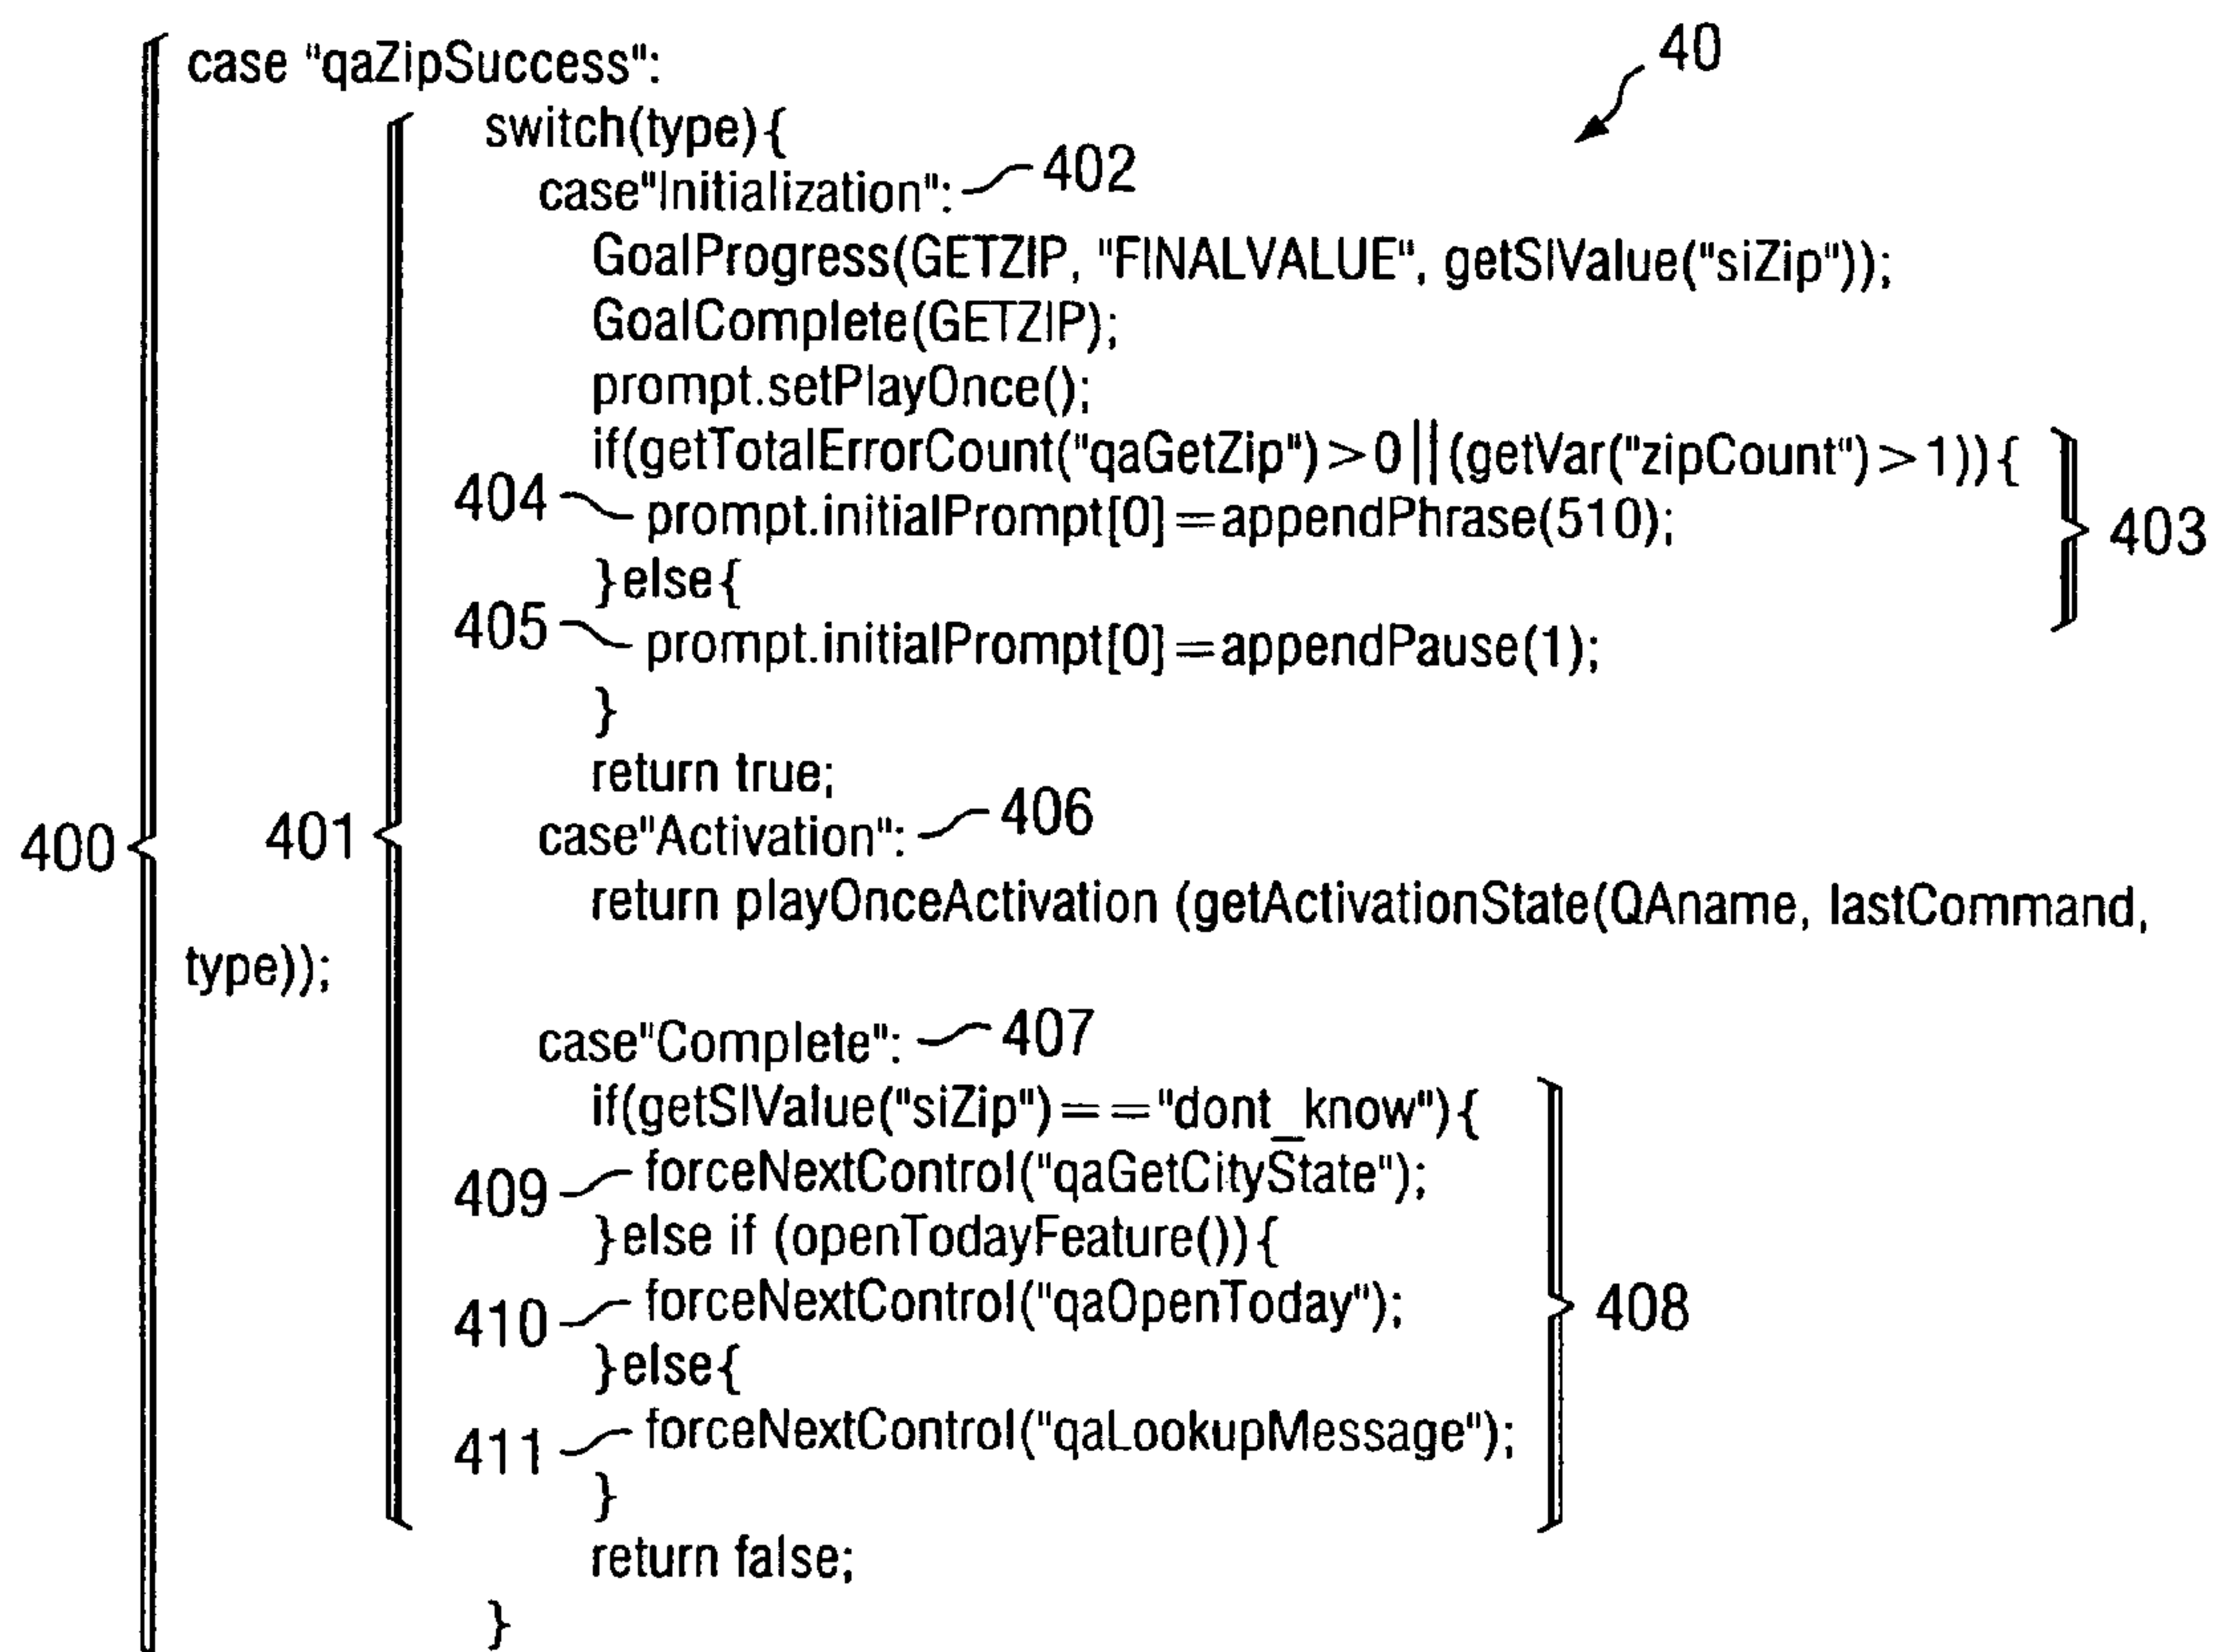 40
case "qaZipSuccess":
switch(type){
case"Initialization": 402
GoalProgress(GETZIP, "FINALVALUE", getSIValue("siZip"));
GoalComplete(GETZIP);
prompt.setPlayOnce();
if(getTotalErrorCount("qaGetZip")>0||(getVar("zipCount")>1)){
404 prompt.initialPrompt[0]=appendPhrase(510);
403
}else{
405 prompt.initialPrompt[0]=appendPause(1);
}
return true;
400 401 case"Activation": 406
return playOnceActivation (getActivationState(QAname, lastCommand,
type));
case"Complete": 407
if(getSIValue("siZip")=="dont_know"){
409 forceNextControl("qaGetCityState");
}else if (openTodayFeature()){
410 forceNextControl("qaOpenToday"); 408
}else{
411 forceNextControl("qaLookupMessage");
}
return false;
}